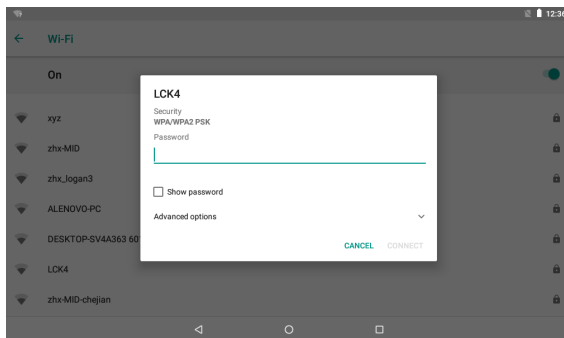 12:36
Wi-Fi
On
LCK4
Security
WPA/WPA2 PSK
Password
Show password
Advanced options
CANCEL CONNECT
xyz
zhx-MID
zhx_logan3
ALENOVO-PC
DESKTOP-SV4A363 60
LCK4
zhx-MID-chejian